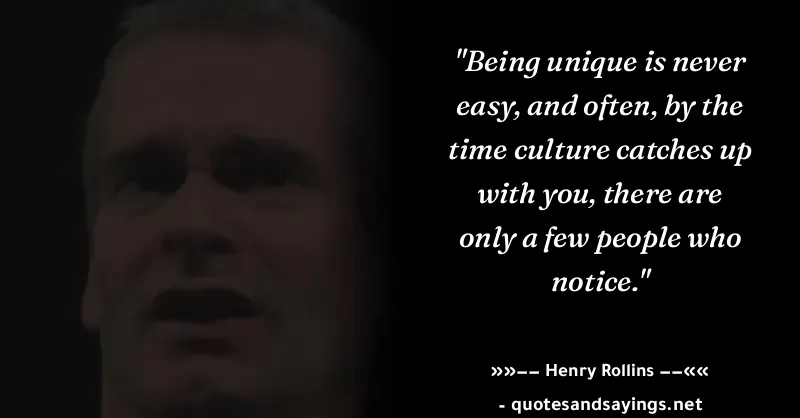 "Being unique is never
easy, and often, by the
time culture catches up
with you, there are
only a few people who
notice."
»»–– Henry Rollins ––««
- quotesandsayings.net